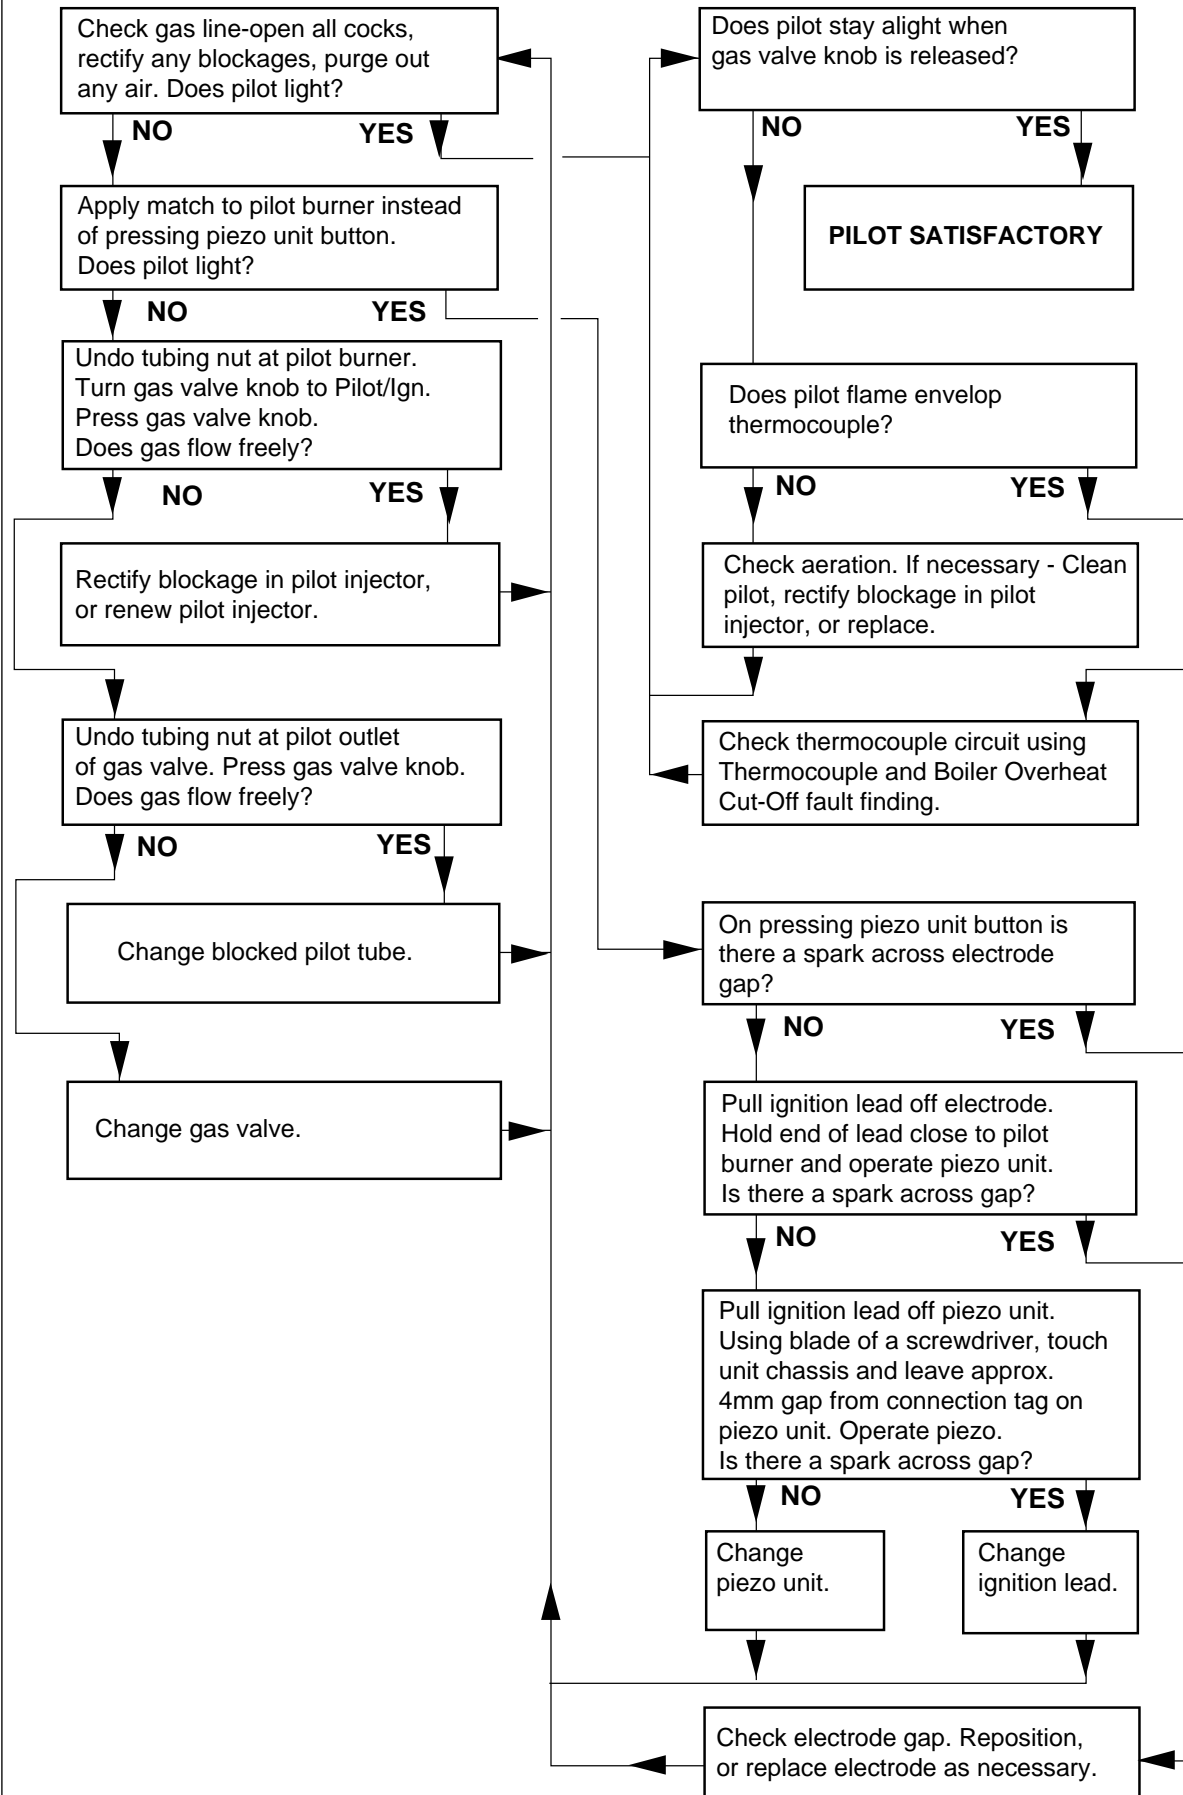 Check gas line-open all cocks,
rectify any blockages, purge out
any air. Does pilot light?
NO
YES
Apply match to pilot burner instead
of pressing piezo unit button.
Does pilot light?
NO
YES
Undo tubing nut at pilot burner.
Turn gas valve knob to Pilot/Ign.
Press gas valve knob.
Does gas flow freely?
NO
YES
Rectify blockage in pilot injector,
or renew pilot injector.
Undo tubing nut at pilot outlet
of gas valve. Press gas valve knob.
Does gas flow freely?
NO
YES
Change blocked pilot tube.
Change gas valve.
Does pilot stay alight when
gas valve knob is released?
NO
YES
PILOT SATISFACTORY
Does pilot flame envelop
thermocouple?
NO
YES
Check aeration. If necessary - Clean
pilot, rectify blockage in pilot
injector, or replace.
Check thermocouple circuit using
Thermocouple and Boiler Overheat
Cut-Off fault finding.
On pressing piezo unit button is
there a spark across electrode
gap?
NO
YES
Pull ignition lead off electrode.
Hold end of lead close to pilot
burner and operate piezo unit.
Is there a spark across gap?
NO
YES
Pull ignition lead off piezo unit.
Using blade of a screwdriver, touch
unit chassis and leave approx.
4mm gap from connection tag on
piezo unit. Operate piezo.
Is there a spark across gap?
NO
YES
Change
piezo unit.
Change
ignition lead.
Check electrode gap. Reposition,
or replace electrode as necessary.